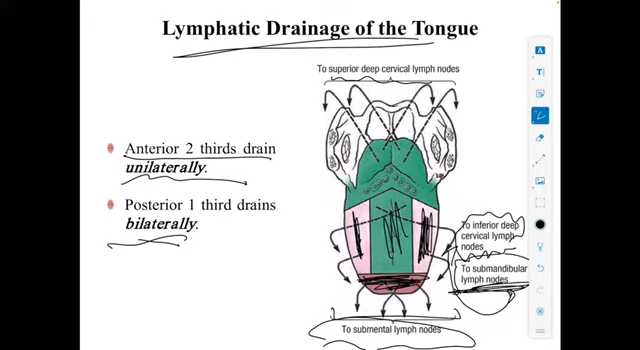 Lymphatic Drainage of the Tongue
To superior deep cervical lymph nodes
Anterior 2 thirds drain
unilaterally.
Posterior 1 third drains
bilaterally.
To inferior deep
cervical lymph
nodes
To submandibular
lymph nodes
To submental lymph nodes
A
T